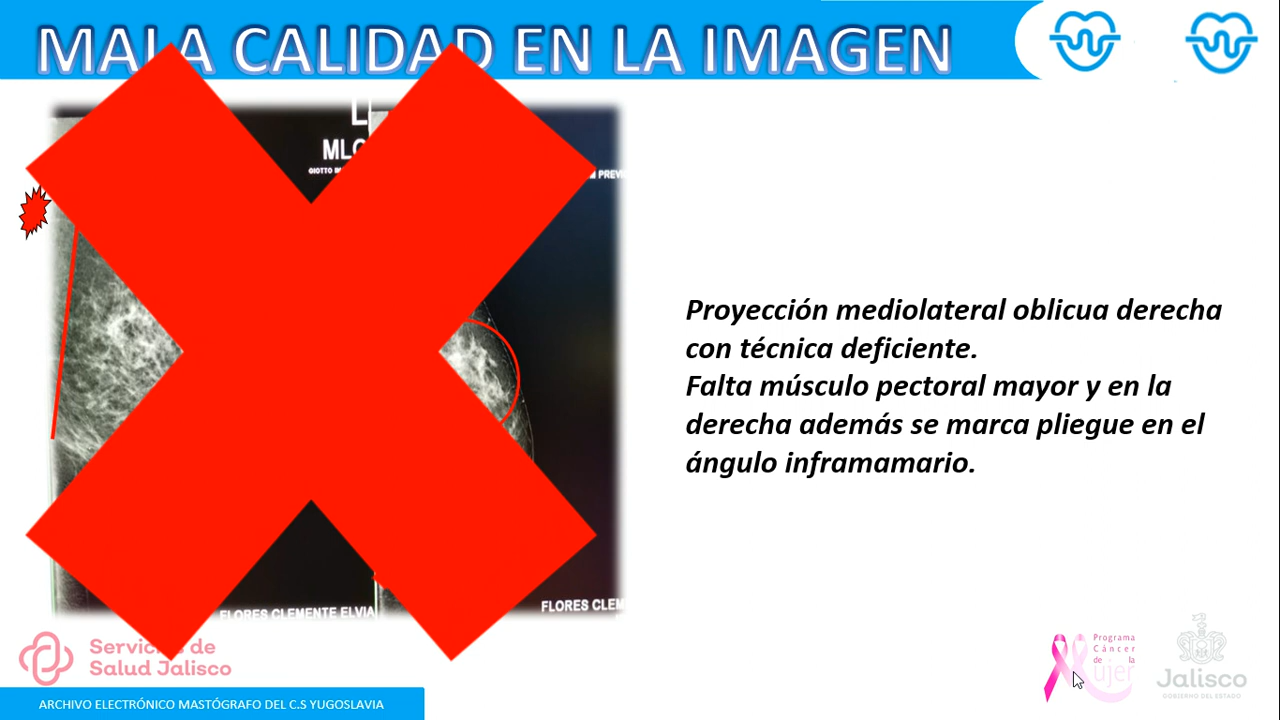 MALA CALIDAD EN LA IMAGEN
L
MLO
GIOTTO
PREVI
Proyección mediolateral oblicua derecha
con técnica deficiente.
Falta músculo pectoral mayor y en la
derecha además se marca pliegue en el
ángulo inframamario.
FLORES CLEMENTE ELVIA
FLORES CLEM
Servicios de
Salud Jalisco
Programa
Cáncer
de la
Mujer
Jalisco
GOBIERNO DEL ESTADO
ARCHIVO ELECTRÓNICO MASTÓGRAFO DEL C.S YUGOSLAVIA